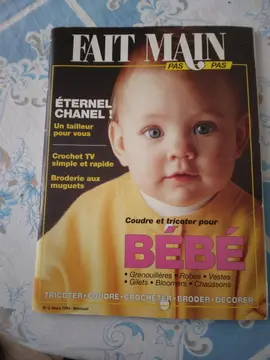 FAIT MAIN
PAS À PAS
ÉTERNEL
CHANEL !
Un tailleur
pour vous
Crochet TV
simple et rapide
Broderie aux
muguets
Coudre et tricoter pour
BÉBÉ
• Grenouillères • Robes • Vestes
• Gilets • Bloomers • Chaussons
TRICOTER • COUDRE • CROCHETER • BRODER • DECORER